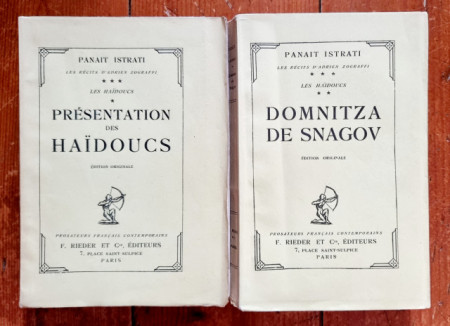 PANAIT ISTRATI
LES RÉCITS D'ADRIEN ZOGRAFFI
★★★
LES HAÏDOUCS
★
PRÉSENTATION
DES
HAÏDOUCS
ÉDITION ORIGINALE
PROSATEURS FRANÇAIS CONTEMPORAINS
F. RIEDER ET Cie, ÉDITEURS
7, PLACE SAINT-SULPICE
PARIS
PANAIT ISTRATI
LES RÉCITS D'ADRIEN ZOGRAFFI
★★★
LES HAÏDOUCS
★★
DOMNITZA
DE SNAGOV
ÉDITION ORIGINALE
PROSATEURS FRANÇAIS CONTEMPORAINS
F. RIEDER ET Cie, ÉDITEURS
7, PLACE SAINT-SULPICE
PARIS